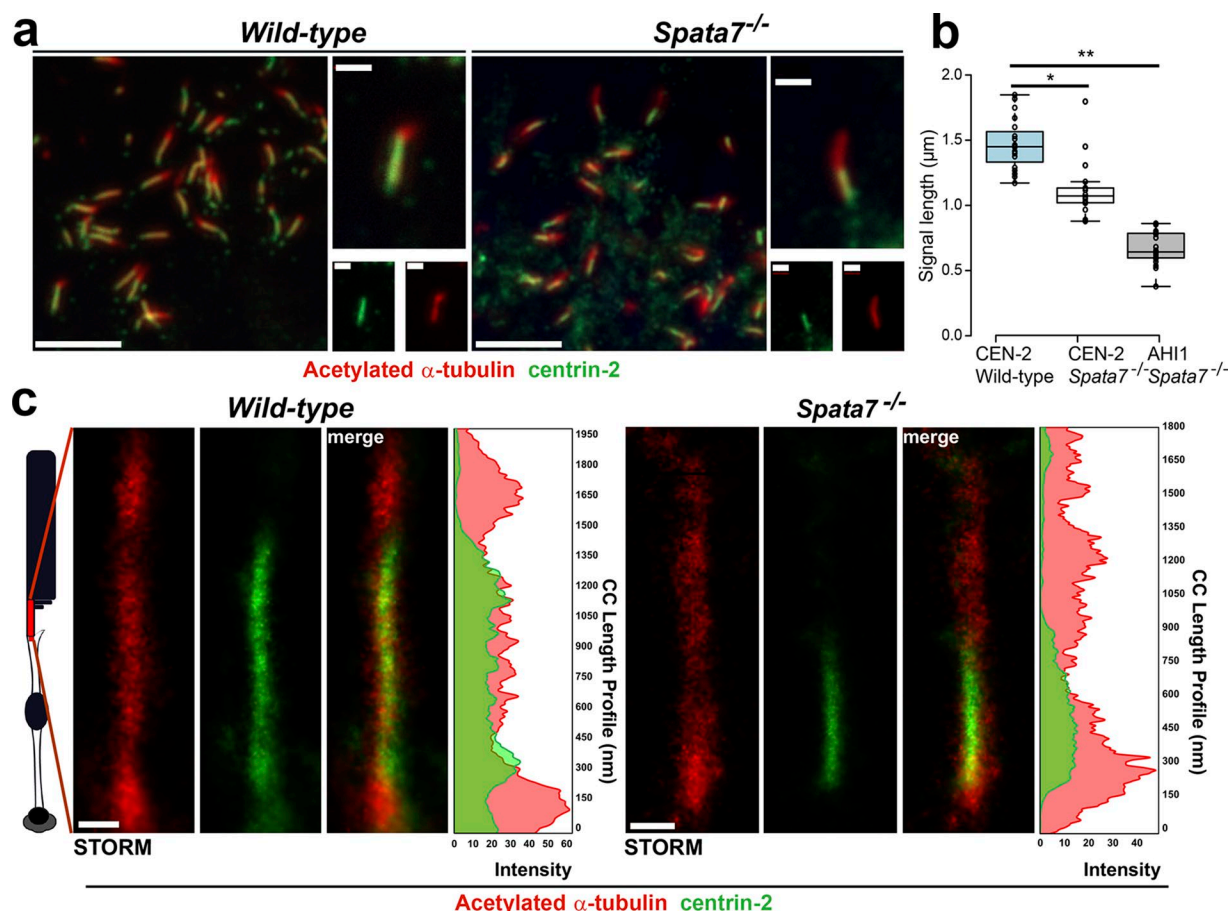 a
Wild-type
Spata7-/-
Acetylated α-tubulin centrin-2
b
**
*
2.0
1.5
1.0
0.5
0.0
Signal length (µm)
CEN-2 CEN-2 AHI1
Wild-type Spata7-/- Spata7-/-
c
Wild-type
Spata7-/-
merge
1950
1800
1650
1500
1350
1200
1050
900
750
600
450
300
150
0
CC Length Profile (nm)
0 10 20 30 40 50 60
Intensity
STORM
merge
1800
1650
1500
1350
1200
1050
900
750
600
450
300
150
0
CC Length Profile (nm)
0 10 20 30 40
Intensity
STORM
Acetylated α-tubulin centrin-2